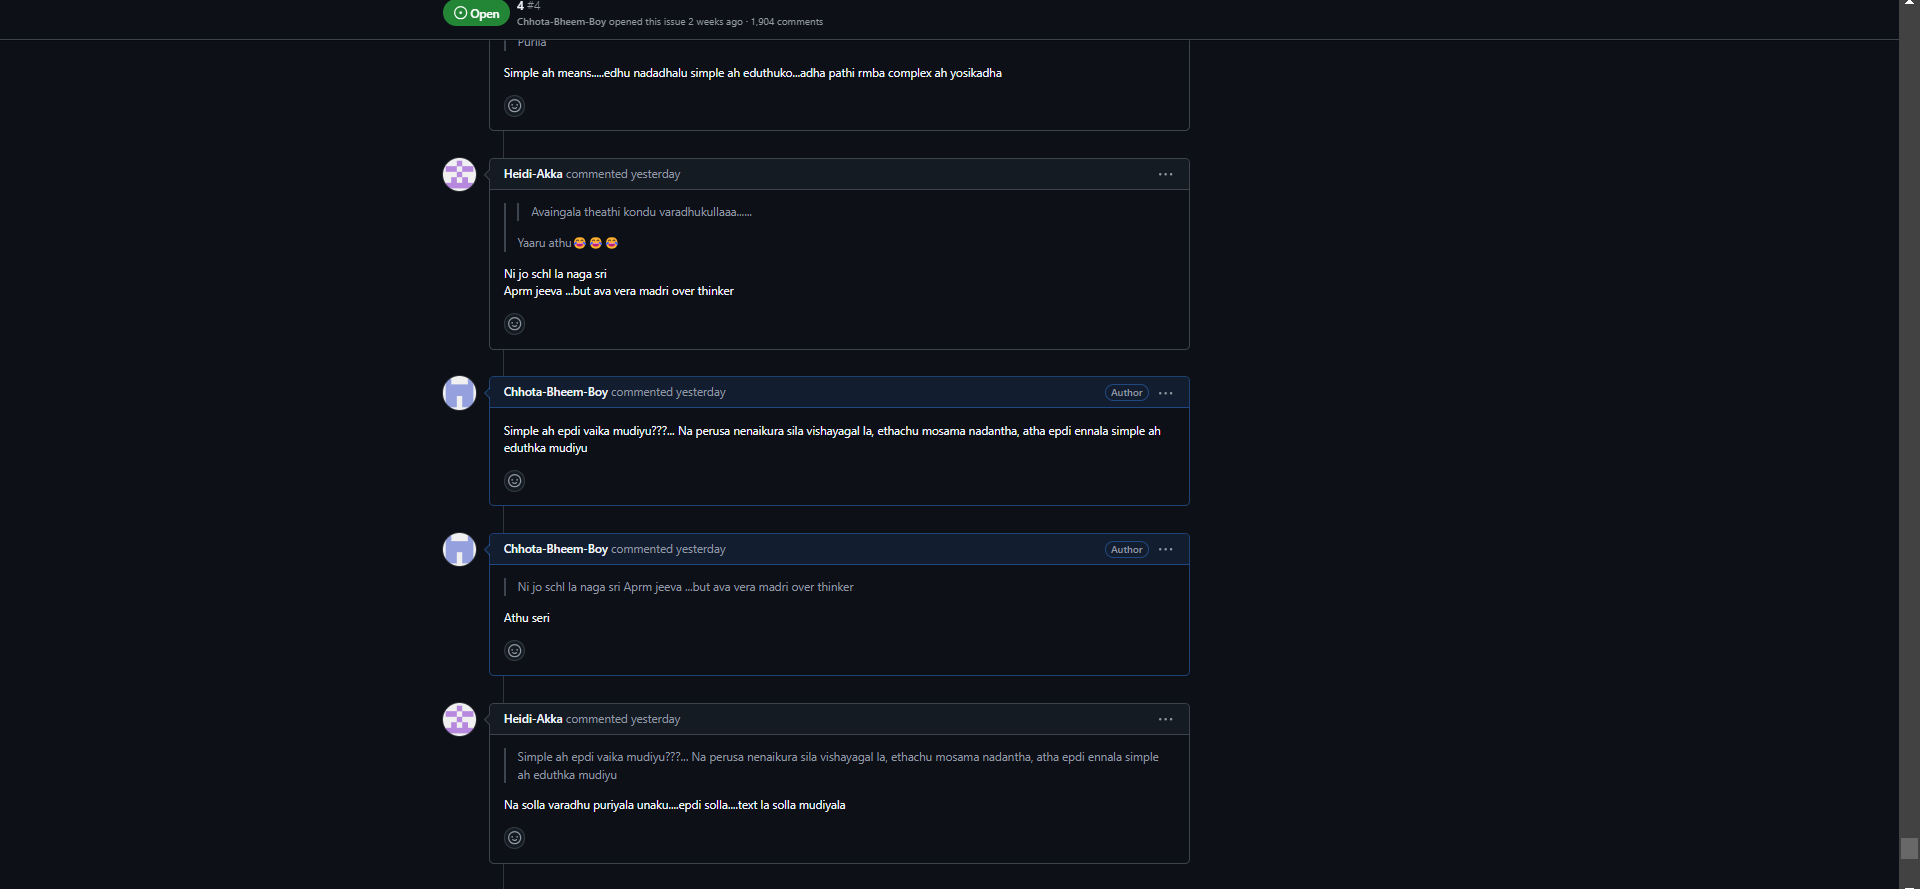 Open
4 #4
Chhota-Bheem-Boy opened this issue 2 weeks ago · 1,904 comments
Purila
Simple ah means.....edhu nadadhalu simple ah eduthuko...adha pathi rmba complex ah yosikadha
Heidi-Akka commented yesterday
Avaingala theathi kondu varadhukullaaa......
Yaaru athu🤣🤣🤣
Ni jo schl la naga sri
Aprm jeeva ...but ava vera madri over thinker
Chhota-Bheem-Boy commented yesterday
Author
Simple ah epdi vaika mudiyu???... Na perusa nenaikura sila vishayagal la, ethachu mosama nadantha, atha epdi ennala simple ah
eduthka mudiyu
Chhota-Bheem-Boy commented yesterday
Author
Ni jo schl la naga sri Aprm jeeva ...but ava vera madri over thinker
Athu seri
Heidi-Akka commented yesterday
Simple ah epdi vaika mudiyu???... Na perusa nenaikura sila vishayagal la, ethachu mosama nadantha, atha epdi ennala simple
ah eduthka mudiyu
Na solla varadhu puriyala unaku....epdi solla....text la solla mudiyala